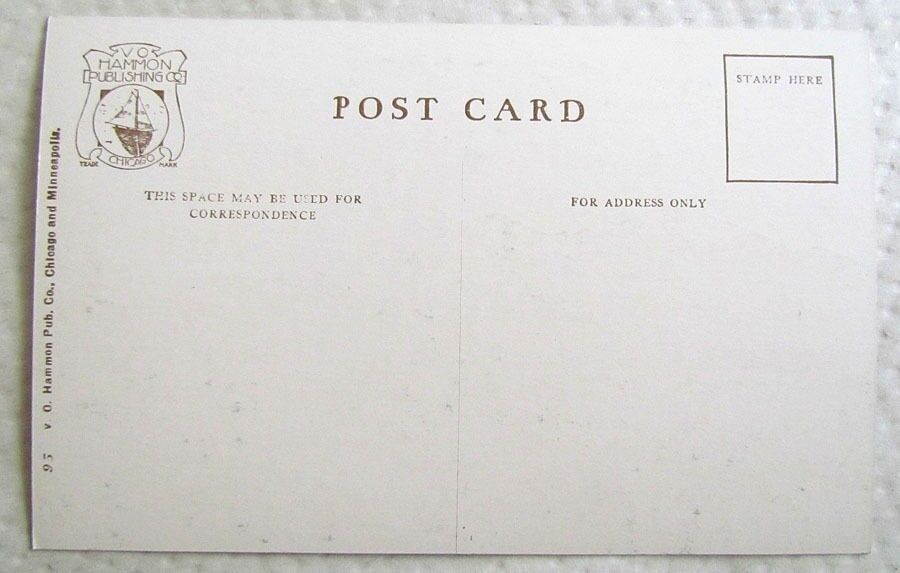 V O
HAMMON
PUBLISHING CO
CHICAGO
TRADE MARK
POST CARD
STAMP HERE
THIS SPACE MAY BE USED FOR
CORRESPONDENCE
FOR ADDRESS ONLY
95 V O. Hammon Pub. Co., Chicago and Minneapolis.